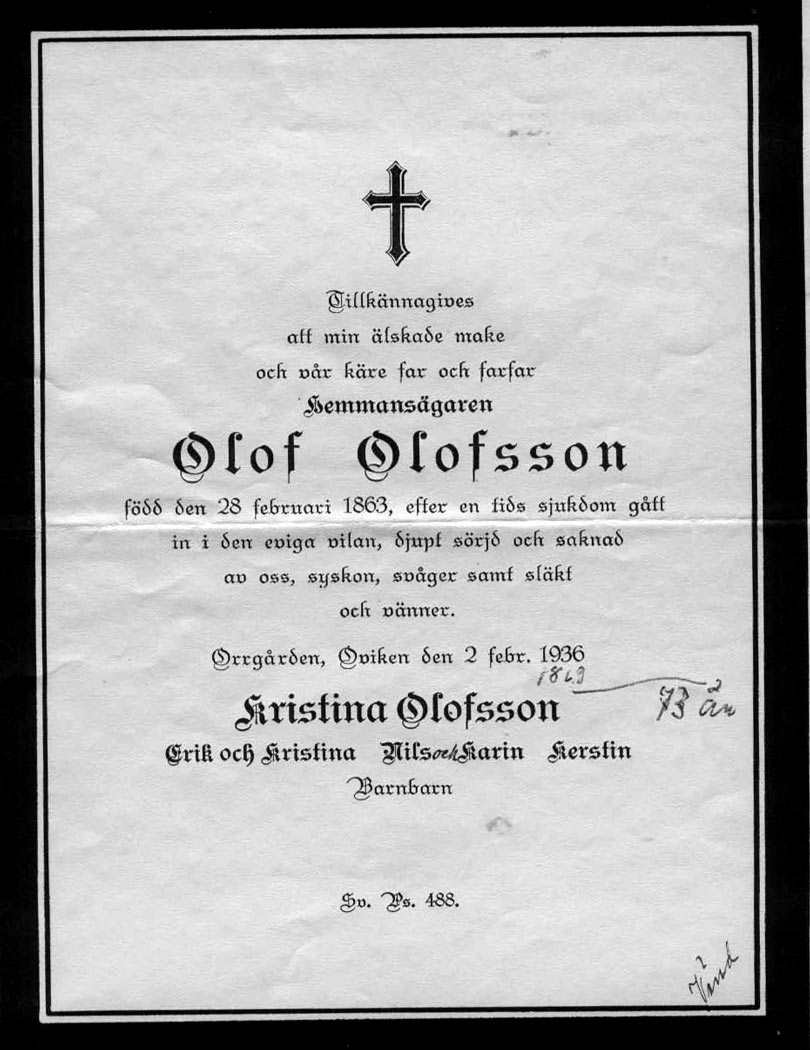 Tillkännagives
att min älskade make
och vår käre far och farfar
Hemmansägaren
Olof Olofsson
född den 28 februari 1863, efter en tids sjukdom gått
in i den eviga vilan, djupt sörjd och saknad
av oss, syskon, svåger samt släkt
och vänner.
Orrgården, Oviken den 2 febr. 1936
1863
73 år
Kristina Olofsson
Erik och Kristina Nils och Karin Kerstin
Barnbarn
Sv. Ps. 488.
Vänd